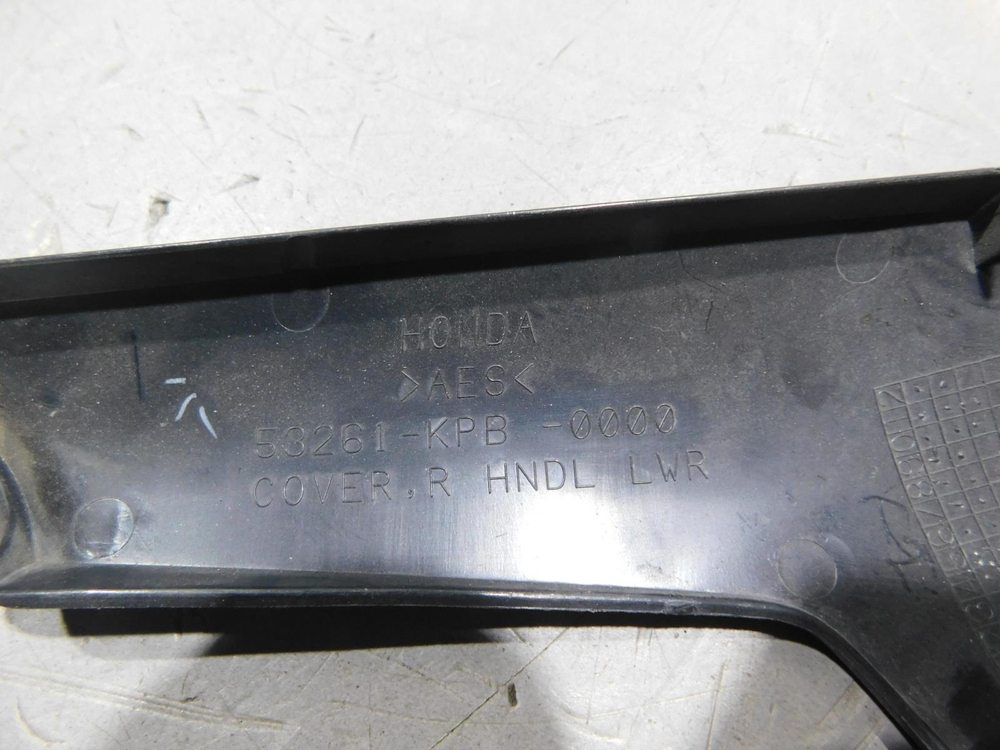 HONDA
>AES<
53261-KPB -0000
COVER,R HNDL LWR